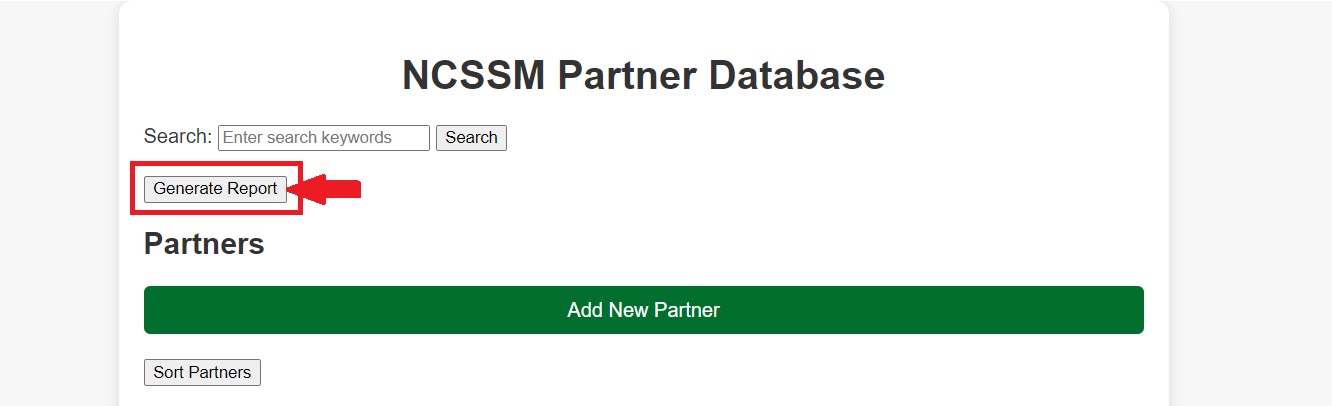 NCSSM Partner Database
Search: Enter search keywords Search
Generate Report
Partners
Add New Partner
Sort Partners